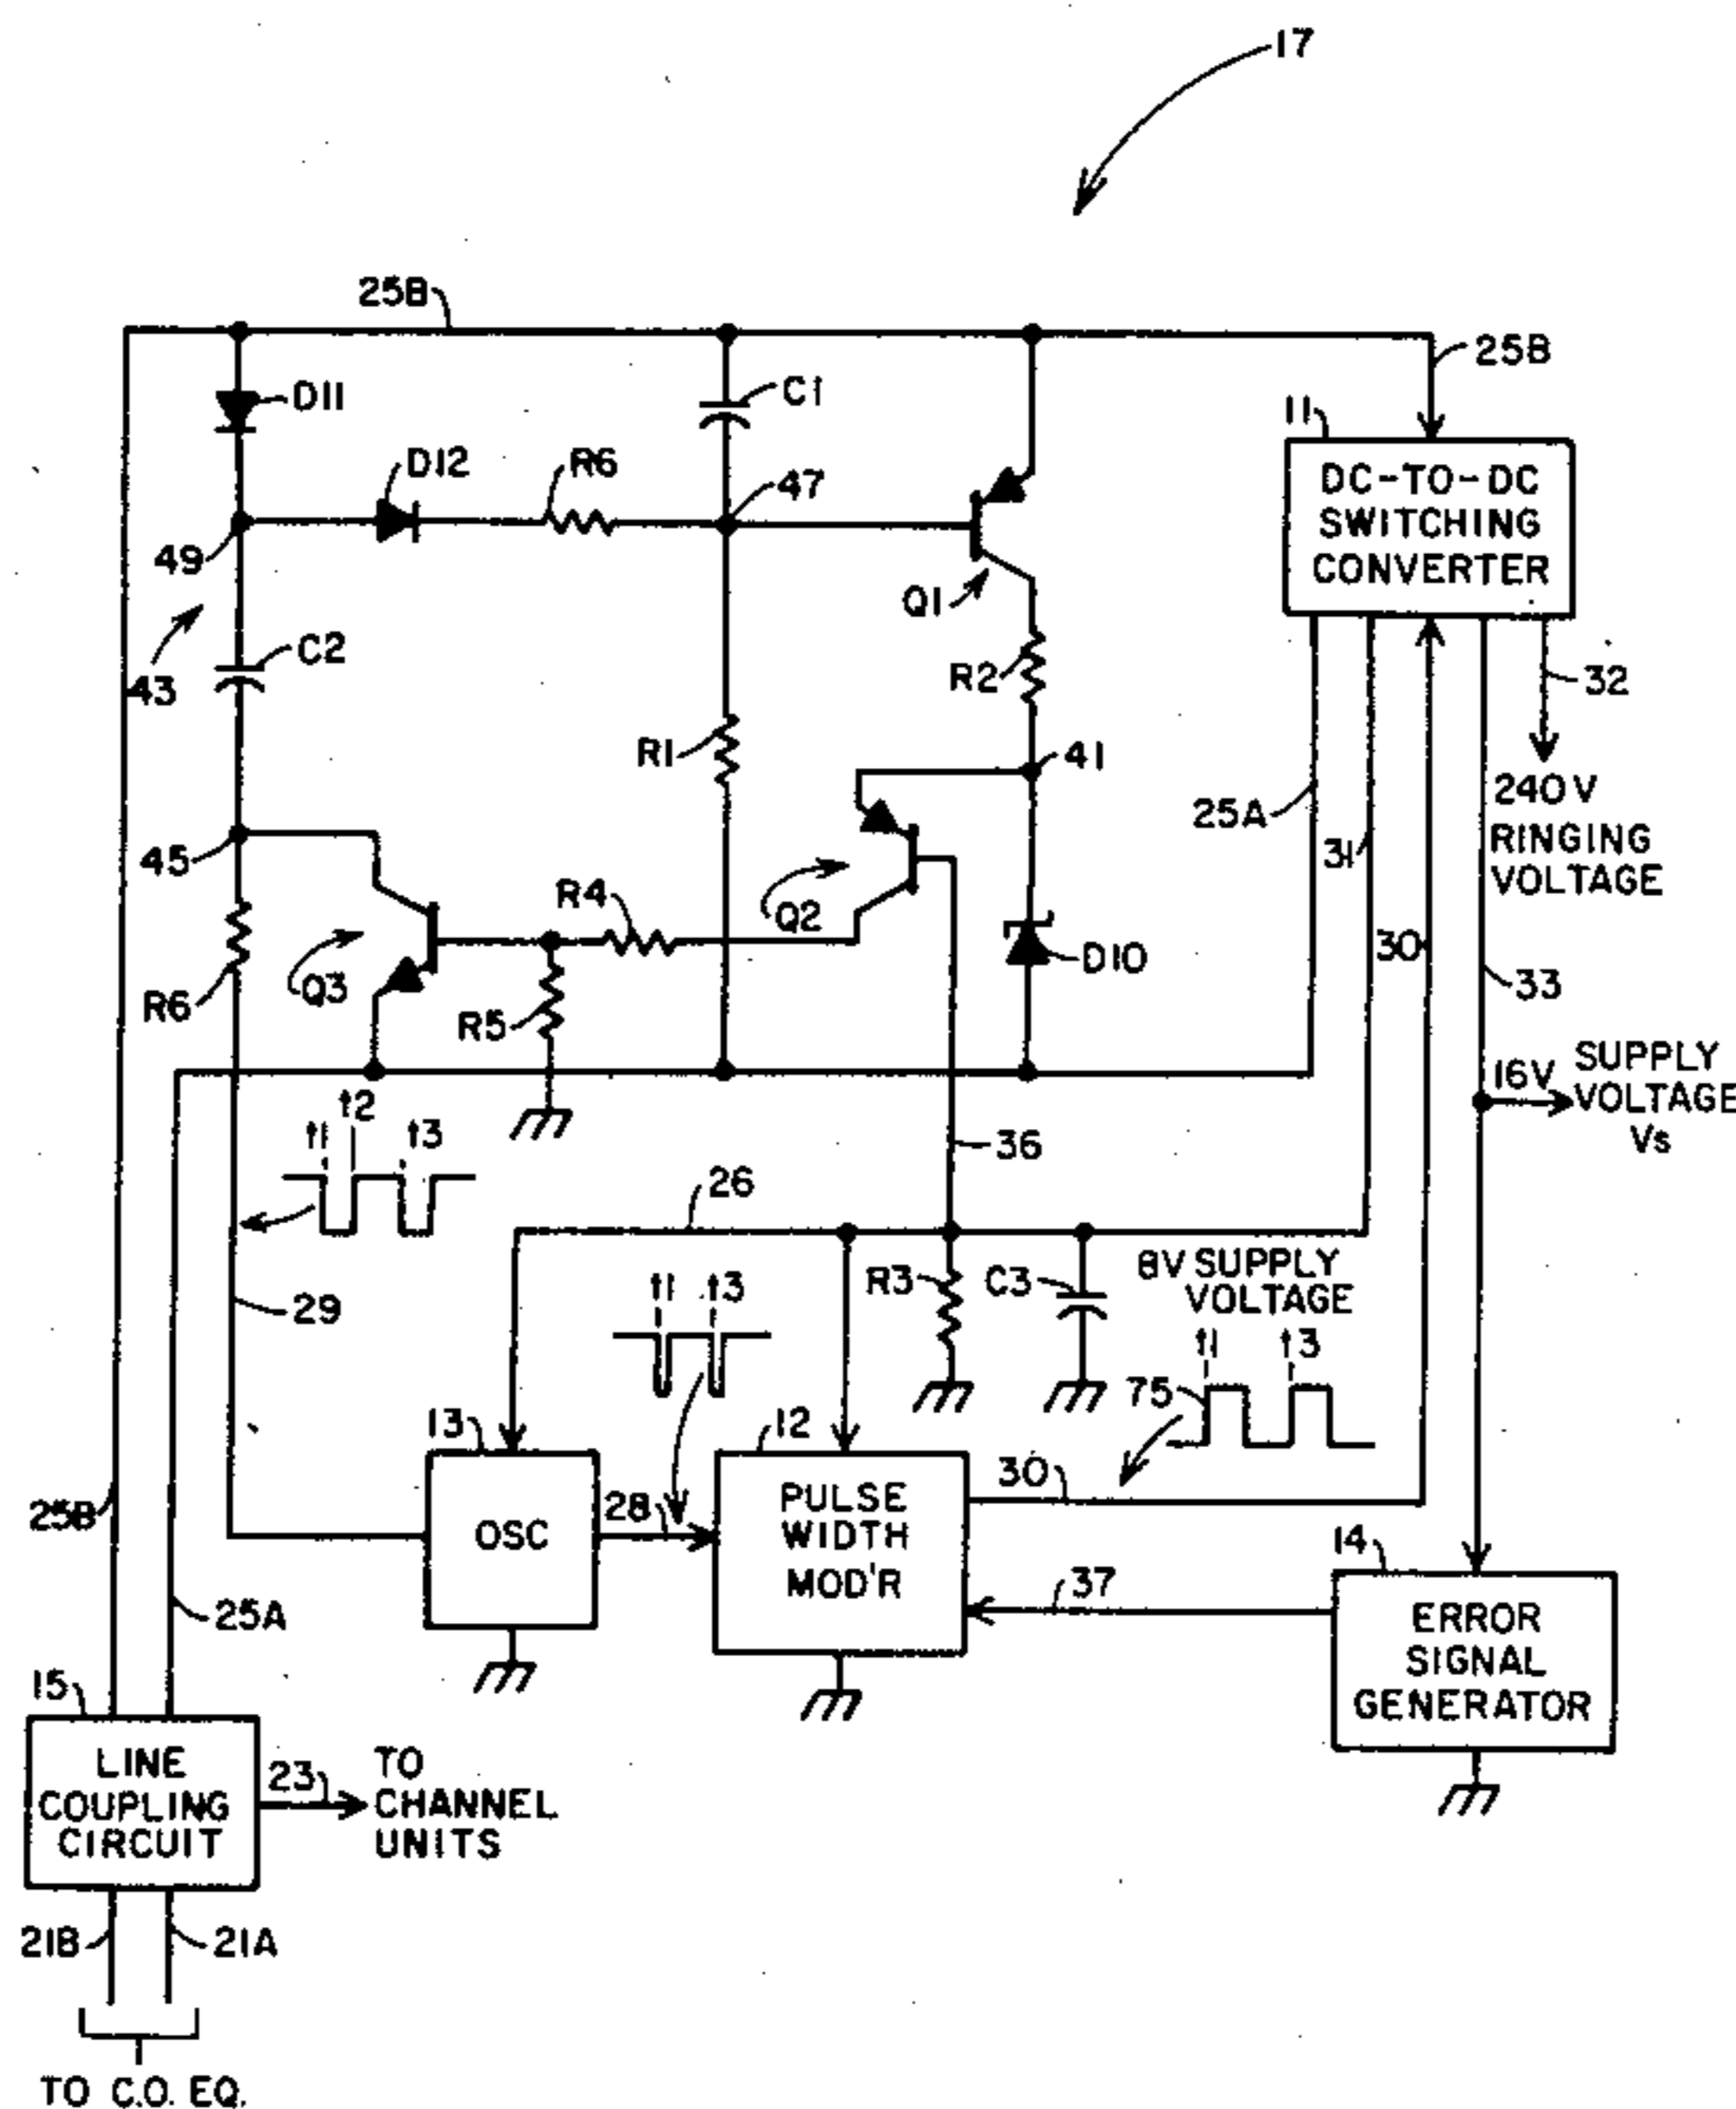 17
25B
25B
D11
C1
11
D12
R6
47
DC-TO-DC
SWITCHING
CONVERTER
49
Q1
43
C2
R2
32
R1
41
240V
RINGING
VOLTAGE
25A
31
45
R4
Q2
30
D10
33
R6
Q3
R5
16V
SUPPLY
VOLTAGE
Vs
t1
t2
t3
36
26
29
t1
t3
R3
C3
8V SUPPLY
VOLTAGE
t1
t3
75
13
12
25B
28
30
OSC
PULSE
WIDTH
MOD'R
14
37
25A
ERROR
SIGNAL
GENERATOR
15
LINE
COUPLING
CIRCUIT
23
TO
CHANNEL
UNITS
21B
21A
TO C.O. EQ.